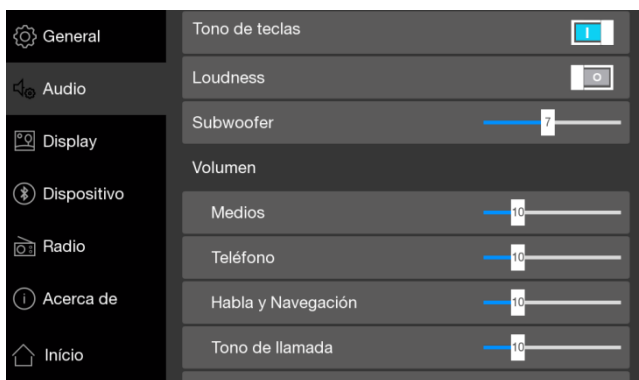 General
Audio
Display
Dispositivo
Radio
Acerca de
Início
Tono de teclas
Loudness
Subwoofer 7
Volumen
Medios 10
Teléfono 10
Habla y Navegación 10
Tono de llamada 10